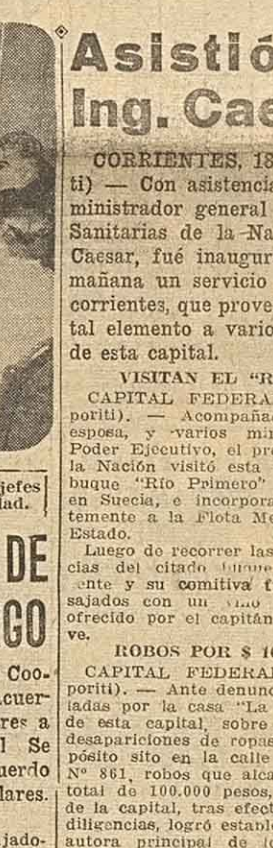 Asistió
Ing. Cae
CORRIENTES, 18
ti) — Con asistencia
ministrador general
Sanitarias de la Na
Caesar, fué inaugur
mañana un servicio
corrientes, que prove
tal elemento a vario
de esta capital.
VISITAN EL "R
CAPITAL FEDERA
poriti). — Acompaña
esposa, y varios mi
Poder Ejecutivo, el pr
la Nación visitó esta
buque "Río Primero"
en Suecia, e incorpora
temente a la Flota Me
Estado.
Luego de recorrer las
cias del citado buque
ente y su comitiva f
sajados con un vino
ofrecido por el capitán
ve.
ROBOS POR $ 10
CAPITAL FEDERA
poriti). — Ante denunc
ladas por la casa "La
de esta capital, sobre
desapariciones de ropas
pósito sito en la calle
Nº 861, robos que alca
total de 100.000 pesos,
de la capital, tras efect
diligencias, logró estable
autora principal de
jefes
dad.
DE
GO
Coo-
cuer-
res a
l Se
uerdo
lares.
jado-